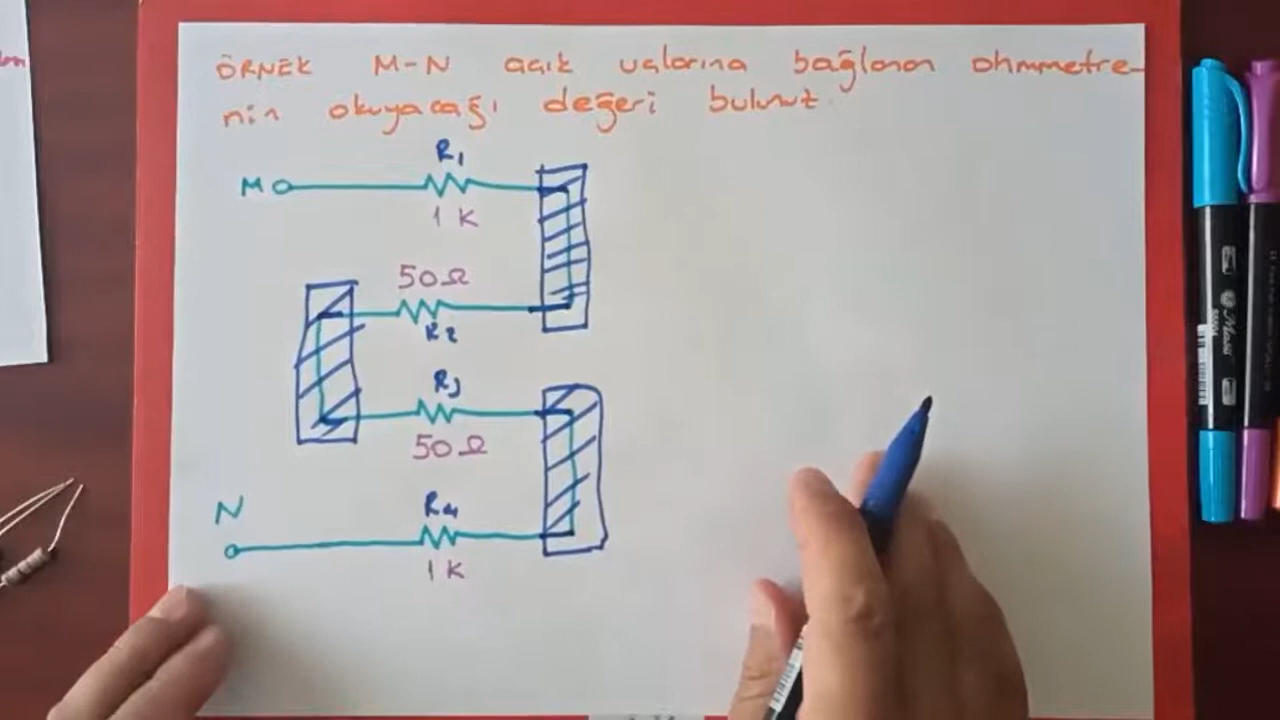 ÖRNEK M-N açık uçlarına bağlanan ohmmetre-
nin okuyacağı değeri bulunuz.
R1
M
1 K
50Ω
R2
R3
50Ω
N
R4
1 K